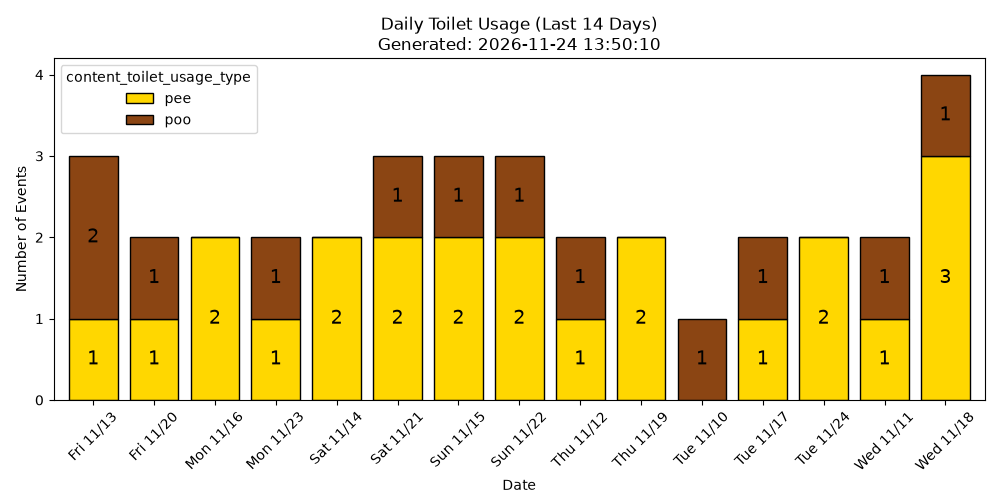 Daily Toilet Usage (Last 14 Days)
Generated: 2026-11-24 13:50:10
content_toilet_usage_type
pee
poo
Number of Events
4
3
2
1
0
2
1
1
1
2
1
1
2
1
2
1
2
1
2
1
1
2
1
1
1
2
1
1
1
3
Fri 11/13
Fri 11/20
Mon 11/16
Mon 11/23
Sat 11/14
Sat 11/21
Sun 11/15
Sun 11/22
Thu 11/12
Thu 11/19
Tue 11/10
Tue 11/17
Tue 11/24
Wed 11/11
Wed 11/18
Date